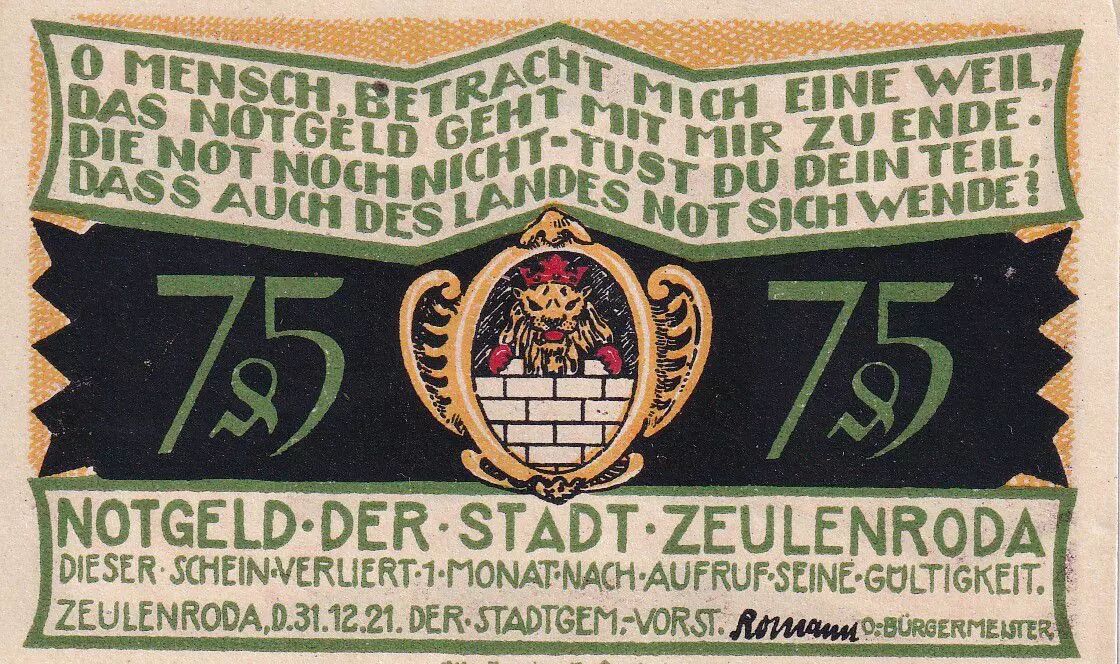 O MENSCH, BETRACHT MICH EINE WEIL,
DAS NOTGELD GEHT MIT MIR ZU ENDE.
DIE NOT NOCH NICHT-TUST DU DEIN TEIL,
DASS AUCH DES LANDES NOT SICH WENDE?
75 ₰ 75 ₰
NOTGELD·DER·STADT·ZEULENRODA
DIESER·SCHEIN·VERLIERT·1·MONAT·NACH·AUFRUF·SEINE·GÜLTIGKEIT.
ZEULENRODA, D. 31.12.21. DER·STADTGEM.-VORST. Romann O:BÜRGERMEISTER